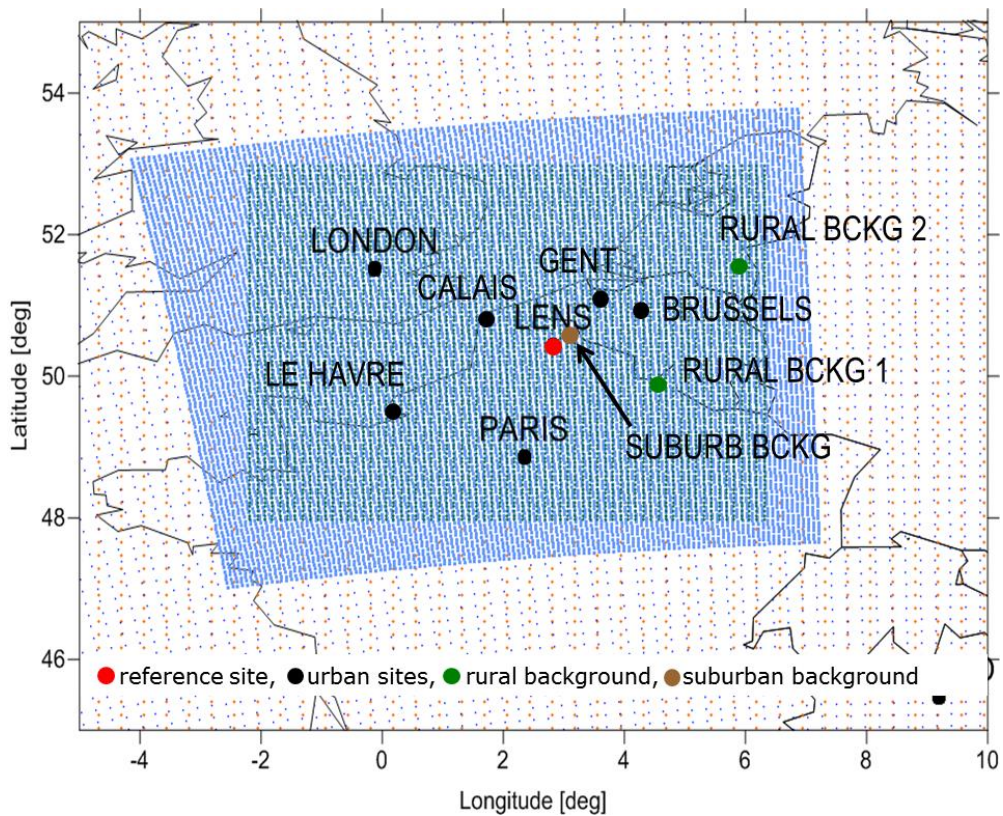 54
52
50
48
46
Latitude [deg]
LONDON
RURAL BCKG 2
GENT
CALAIS
BRUSSELS
LENS
LE HAVRE
RURAL BCKG 1
PARIS
SUBURB BCKG
reference site, urban sites, rural background, suburban background
-4 -2 0 2 4 6 8 10
Longitude [deg]